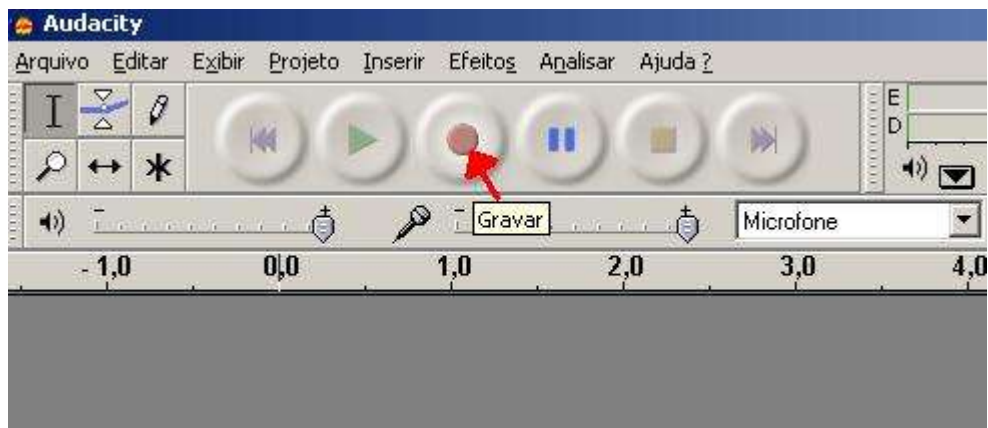 Audacity
Arquivo Editar Exibir Projeto Inserir Efeitos Analisar Ajuda ?
E
D
- + - + Microfone
Gravar
- 1,0 0,0 1,0 2,0 3,0 4,0